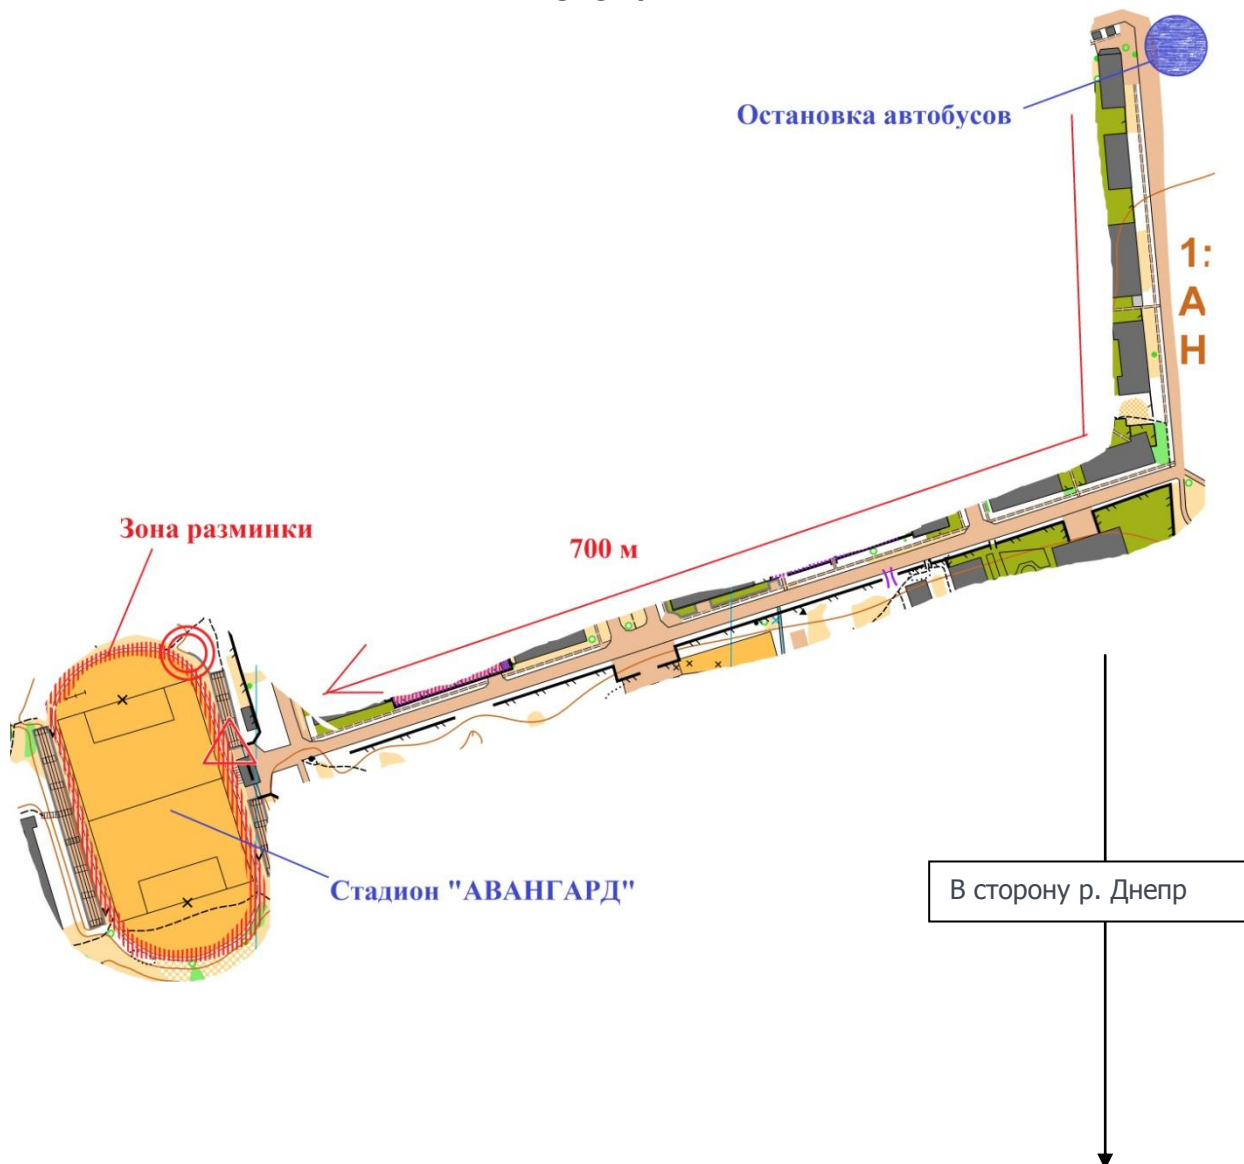 Остановка автобусов
1:
А
Н
Зона разминки
700 м
Стадион "АВАНГАРД"
В сторону р. Днепр